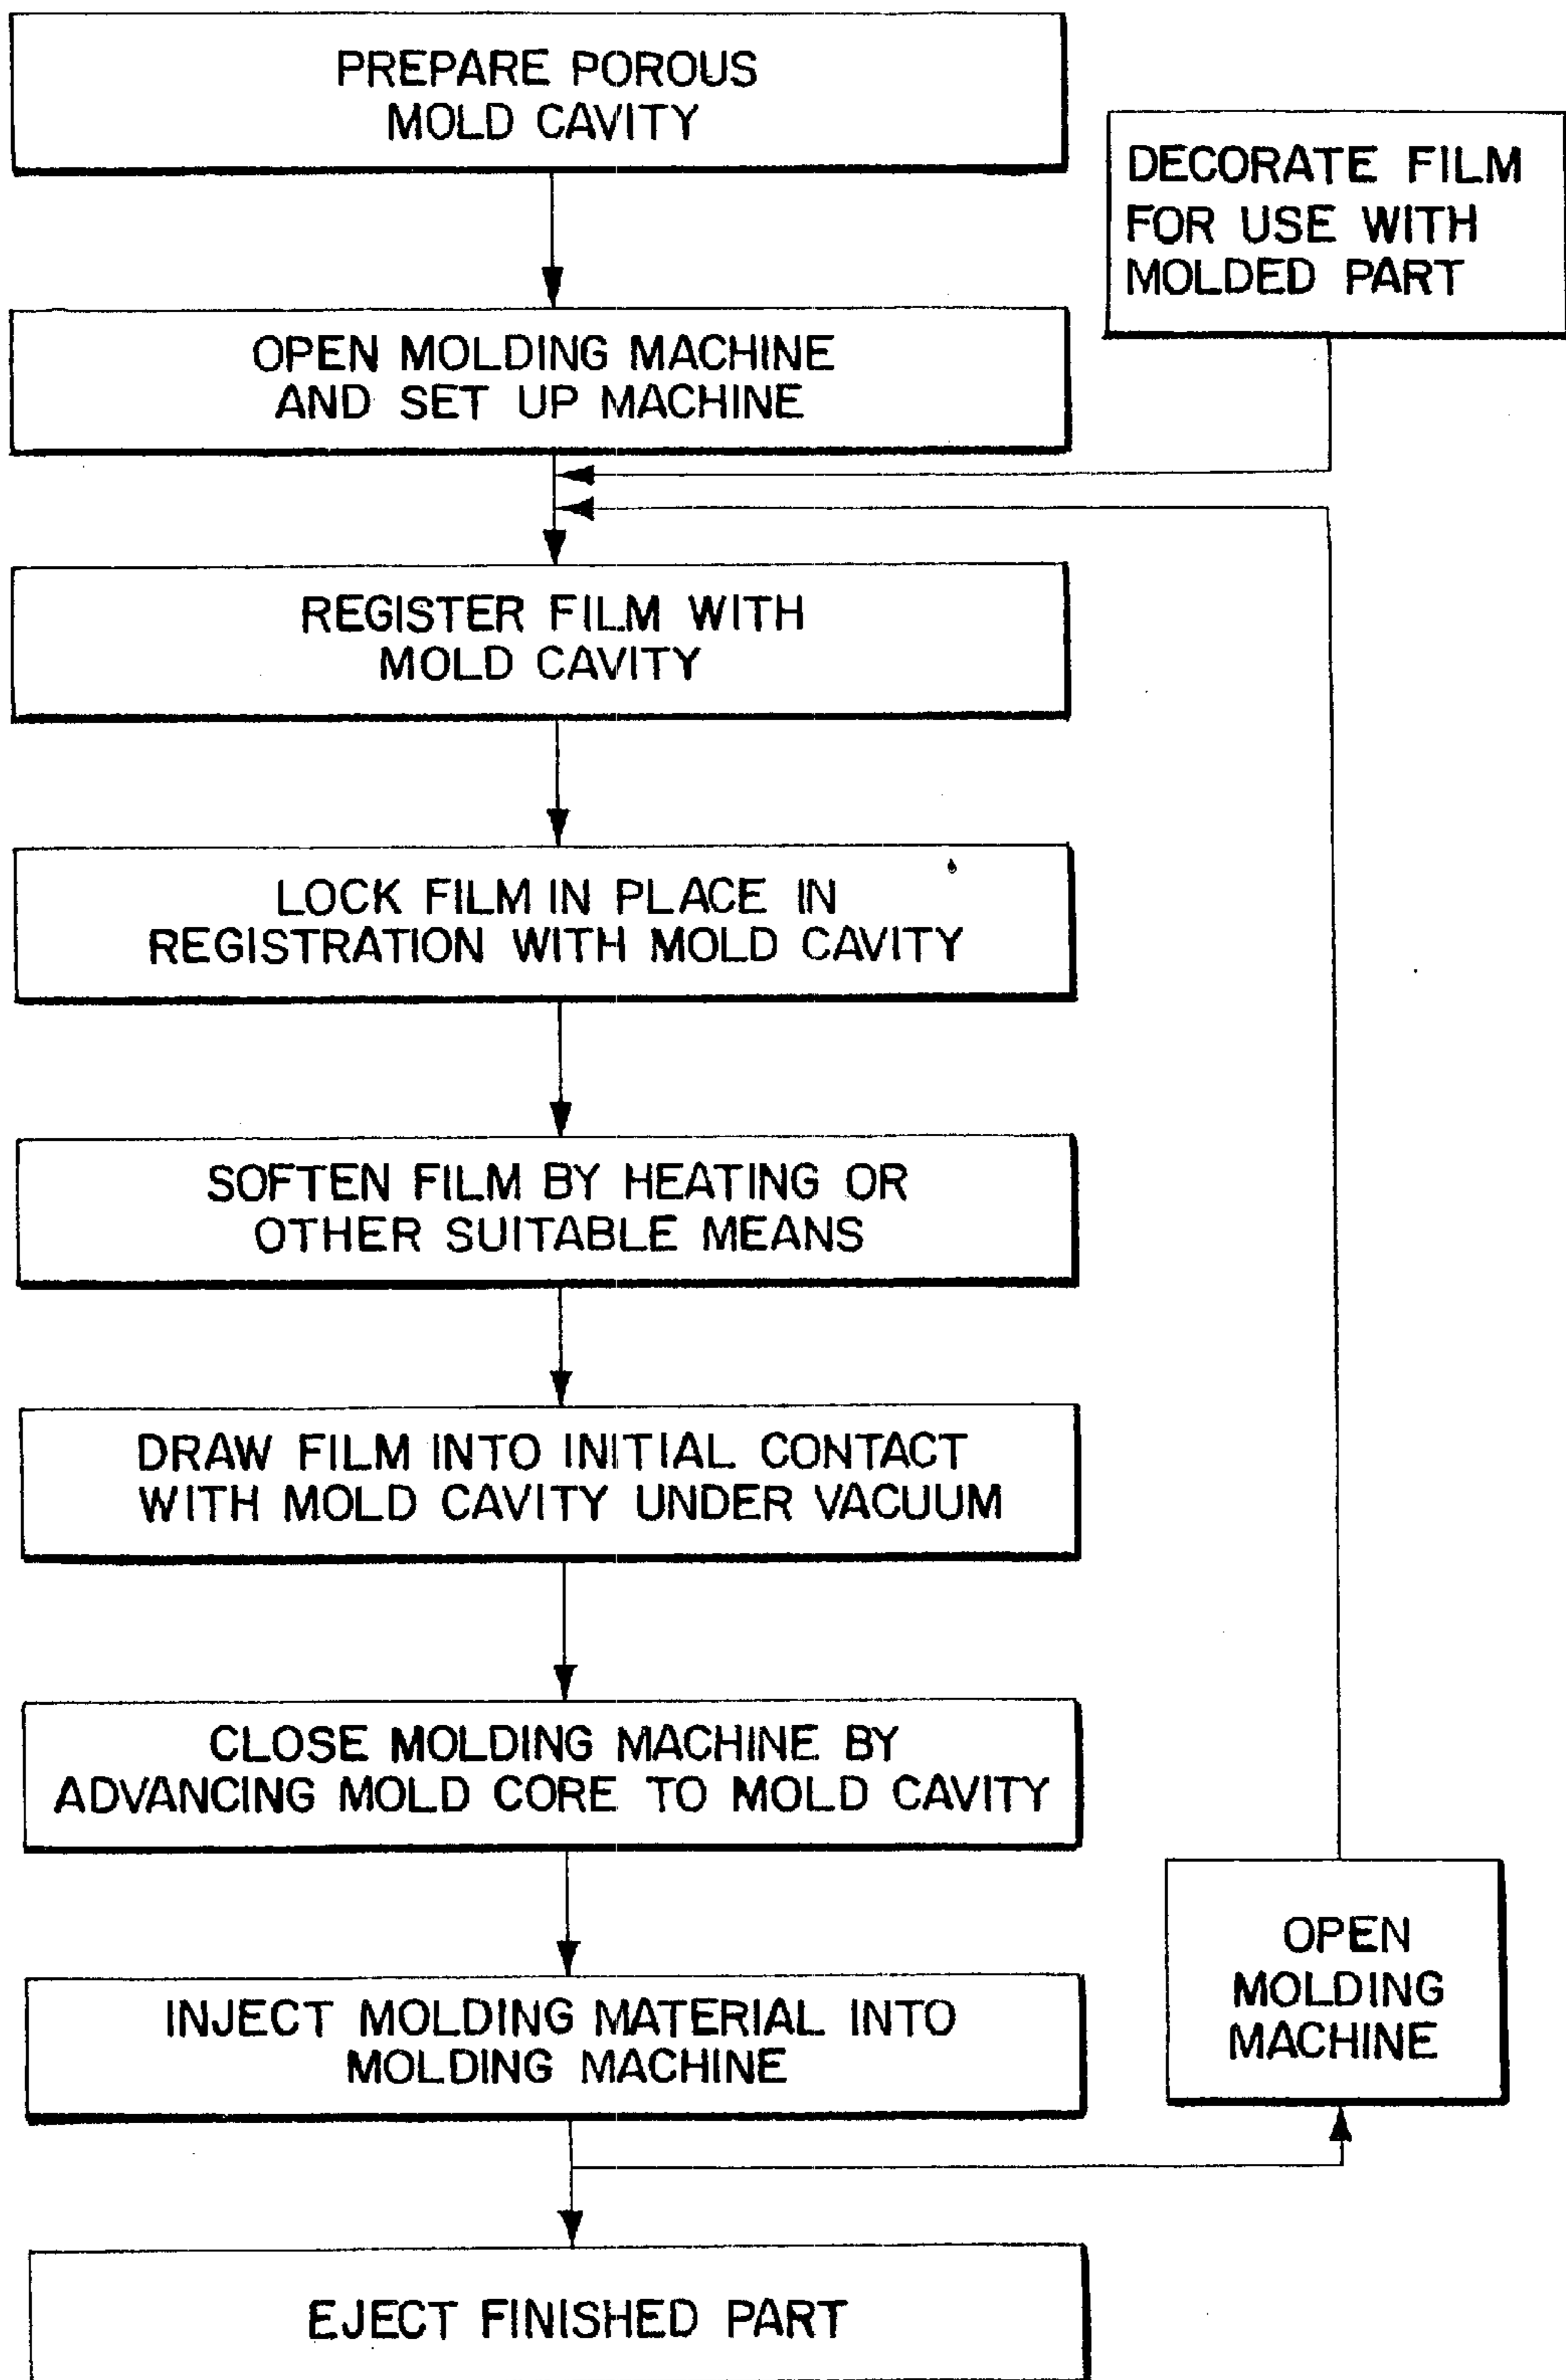 PREPARE POROUS
MOLD CAVITY
DECORATE FILM
FOR USE WITH
MOLDED PART
OPEN MOLDING MACHINE
AND SET UP MACHINE
REGISTER FILM WITH
MOLD CAVITY
LOCK FILM IN PLACE IN
REGISTRATION WITH MOLD CAVITY
SOFTEN FILM BY HEATING OR
OTHER SUITABLE MEANS
DRAW FILM INTO INITIAL CONTACT
WITH MOLD CAVITY UNDER VACUUM
CLOSE MOLDING MACHINE BY
ADVANCING MOLD CORE TO MOLD CAVITY
INJECT MOLDING MATERIAL INTO
MOLDING MACHINE
OPEN
MOLDING
MACHINE
EJECT FINISHED PART